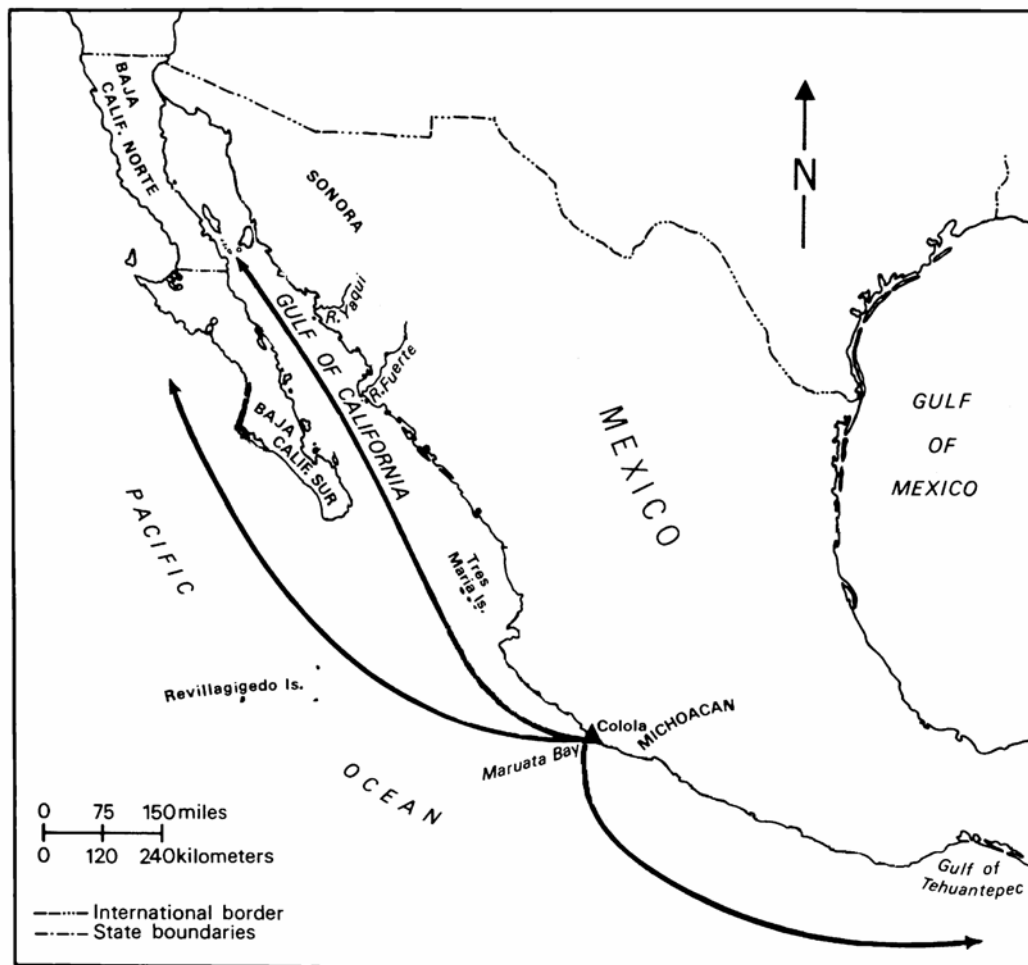 BAJA
CALIF. NORTE
SONORA
N
R. Yaqui
R. Fuerte
GULF OF CALIFORNIA
BAJA
CALIF. SUR
MEXICO
GULF
OF
MEXICO
PACIFIC
OCEAN
Tres
Maria Is.
Revillagigedo Is.
Colola
MICHOACAN
Maruata Bay
Gulf of
Tehuantepec
0 75 150 miles
0 120 240 kilometers
International border
State boundaries